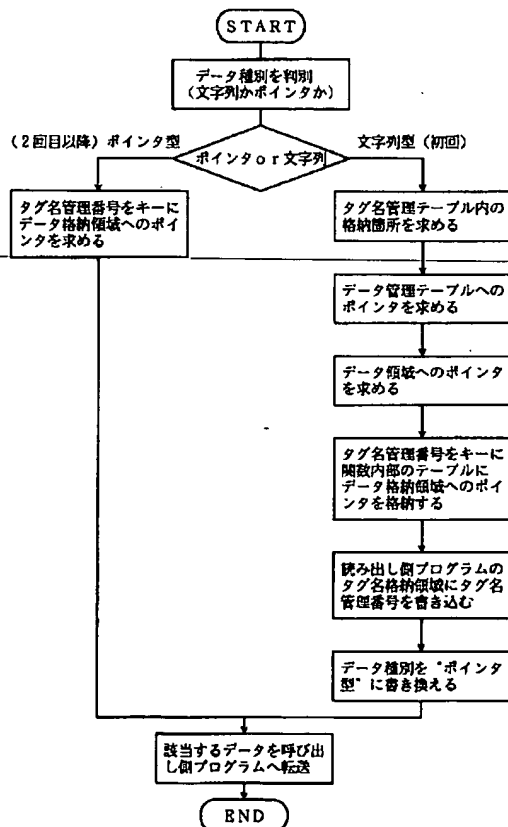 START
データ種別を判別
(文字列かポインタか)
(2回目以降)ポインタ型
ポインタor文字列
文字列型(初回)
タグ名管理番号をキーに
データ格納領域へのポイ
ンタを求める
タグ名管理テーブル内の
格納箇所を求める
データ管理テーブルへの
ポインタを求める
データ領域へのポインタ
を求める
タグ名管理番号をキーに
関数内部のテーブルに
データ格納領域へのポイ
ンタを格納する
読み出し側プログラムの
タグ名格納領域にタグ名
管理番号を書き込む
データ種別を“ポインタ
型”に書き換える
該当するデータを呼び出
し側プログラムへ転送
END